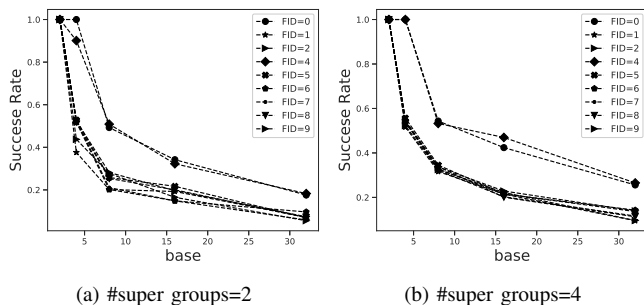 a)
b)
1.0
0.8
0.6
0.4
0.2
Succese Rate
5 10 15 20 25 30
base
FID=0
FID=1
FID=2
FID=4
FID=5
FID=6
FID=7
FID=8
FID=9
1.0
0.8
0.6
0.4
0.2
Succese Rate
5 10 15 20 25 30
base
FID=0
FID=1
FID=2
FID=4
FID=5
FID=6
FID=7
FID=8
FID=9
(a) #super groups=2
(b) #super groups=4